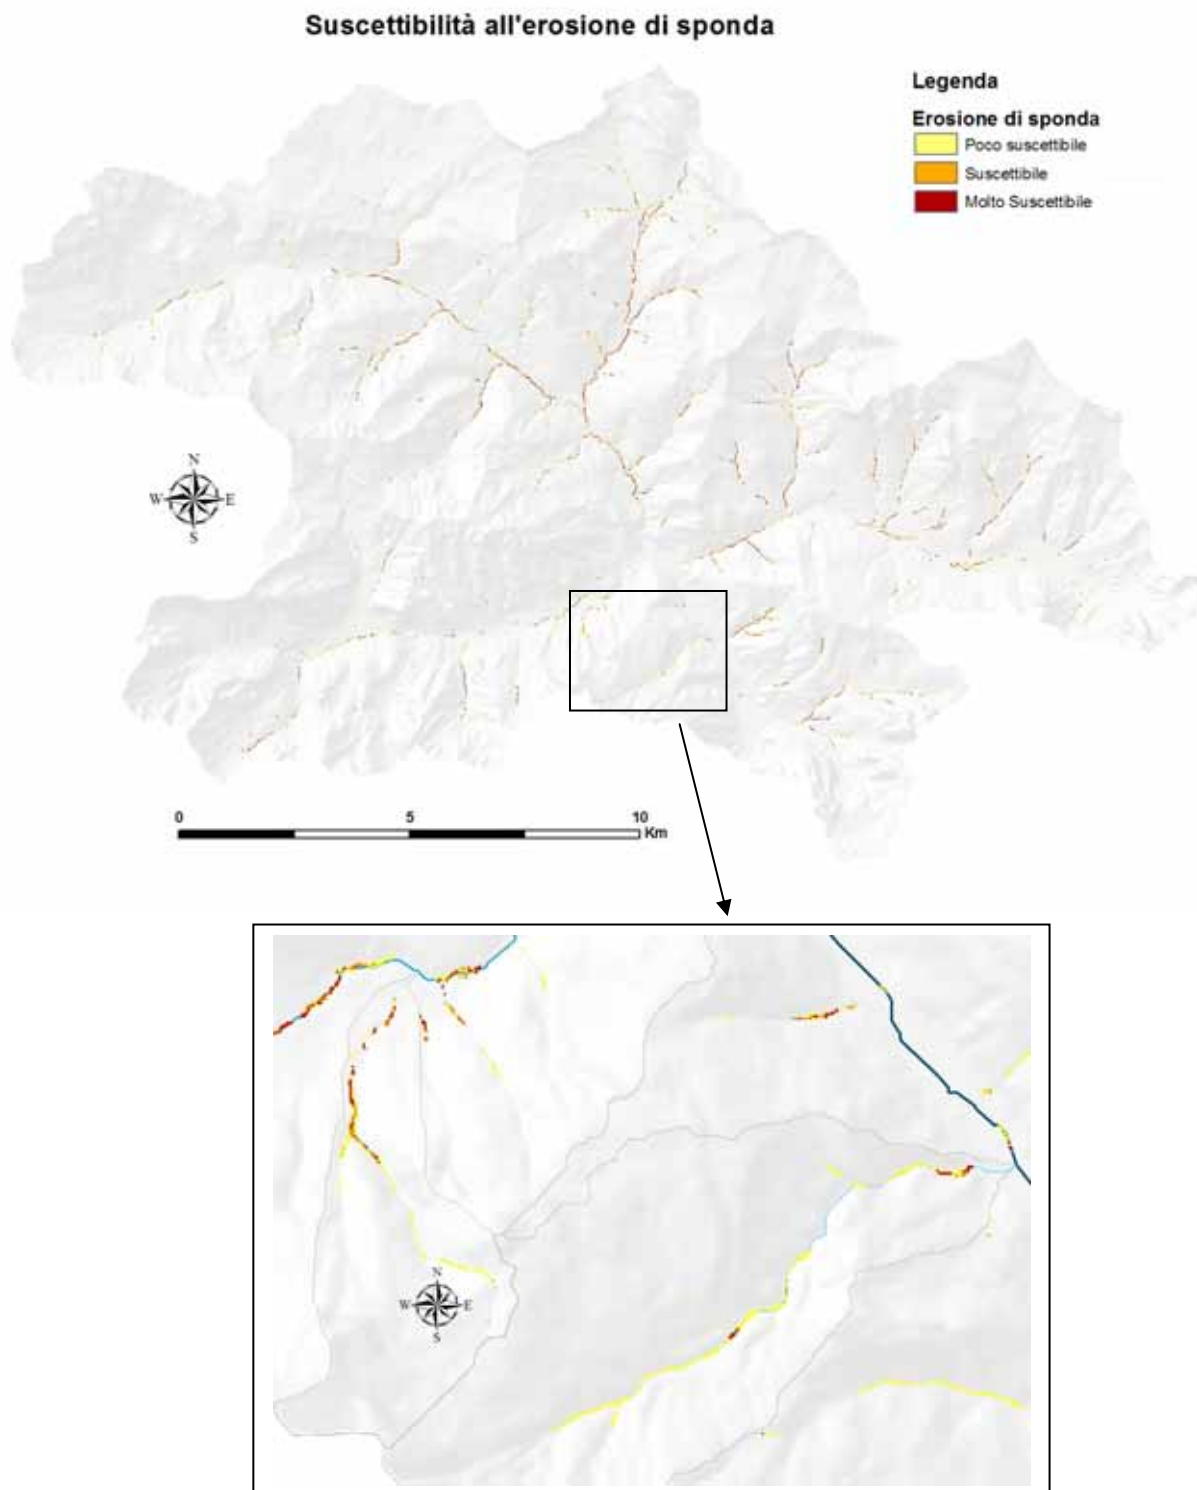 Suscettibilità all'erosione di sponda
Legenda
Erosione di sponda
Poco suscettibile
Suscettibile
Molto Suscettibile
N
W E
S
0 5 10
Km
N
W E
S